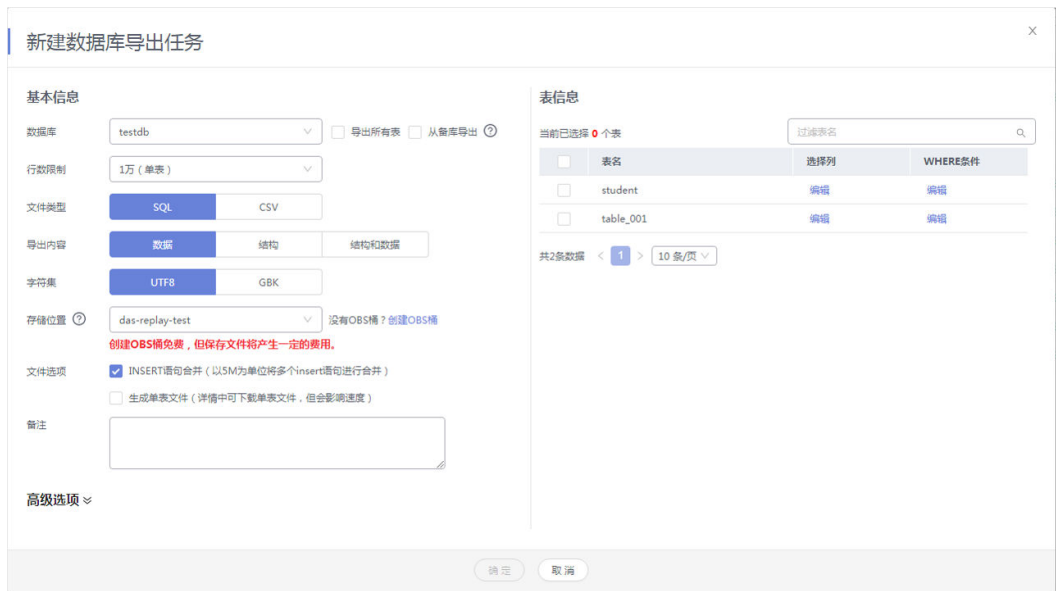 新建数据库导出任务
基本信息
数据库 testdb 导出所有表 从备库导出
行数限制 1万（单表）
文件类型 SQL CSV
导出内容 数据 结构 结构和数据
字符集 UTF8 GBK
存储位置 das-replay-test 没有OBS桶？创建OBS桶
创建OBS桶免费，但保存文件将产生一定的费用。
文件选项 INSERT语句合并（以5M为单位将多个insert语句进行合并）
生成单表文件（详情中可下载单表文件，但会影响速度）
备注
高级选项
表信息
当前已选择 0 个表 过滤表名
表名 选择列 WHERE条件
student 编辑 编辑
table_001 编辑 编辑
共2条数据 < 1 > 10 条/页
确定 取消